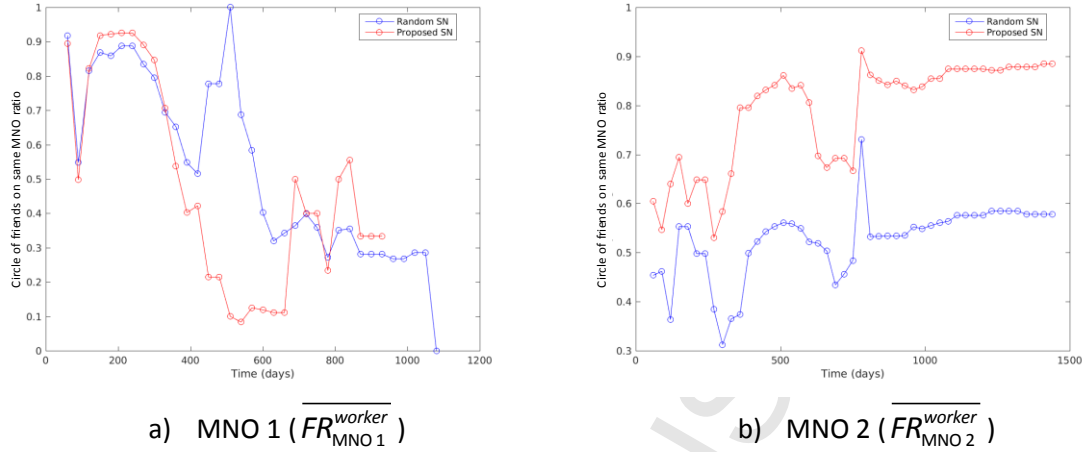 Random SN
Proposed SN
Circle of friends on same MNO ratio
1
0.9
0.8
0.7
0.6
0.5
0.4
0.3
0.2
0.1
0
0 200 400 600 800 1000 1200
Time (days)
a) MNO 1 ( FR worker MNO 1 )
Random SN
Proposed SN
Circle of friends on same MNO ratio
1
0.9
0.8
0.7
0.6
0.5
0.4
0.3
0 500 1000 1500
Time (days)
b) MNO 2 ( FR worker MNO 2 )